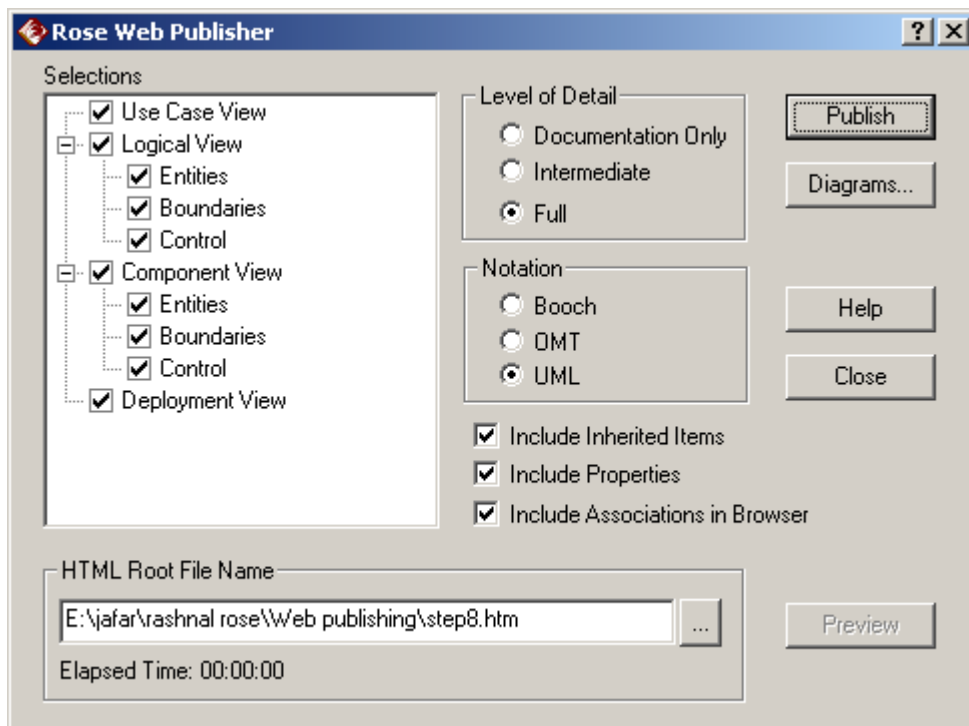 Rose Web Publisher
Selections
Use Case View
Logical View
Entities
Boundaries
Control
Component View
Entities
Boundaries
Control
Deployment View
Level of Detail
Documentation Only
Intermediate
Full
Notation
Booch
OMT
UML
Include Inherited Items
Include Properties
Include Associations in Browser
Publish
Diagrams...
Help
Close
HTML Root File Name
E:\jafar\rashnal rose\Web publishing\step8.htm
...
Elapsed Time: 00:00:00
Preview